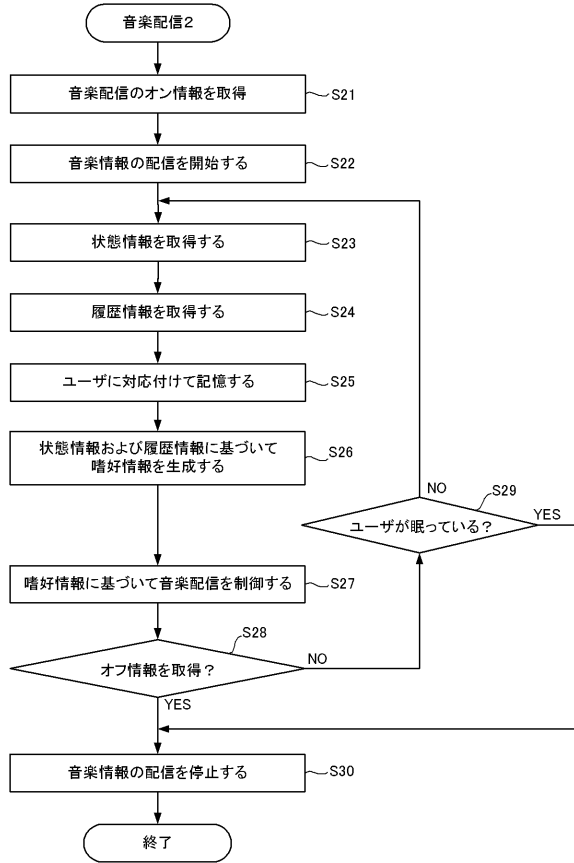 音楽配信2
音楽配信のオン情報を取得
S21
音楽情報の配信を開始する
S22
状態情報を取得する
S23
履歴情報を取得する
S24
ユーザに対応付けて記憶する
S25
状態情報および履歴情報に基づいて
嗜好情報を生成する
S26
NO
S29
YES
ユーザが眠っている?
嗜好情報に基づいて音楽配信を制御する
S27
S28
オフ情報を取得?
NO
YES
音楽情報の配信を停止する
S30
終了